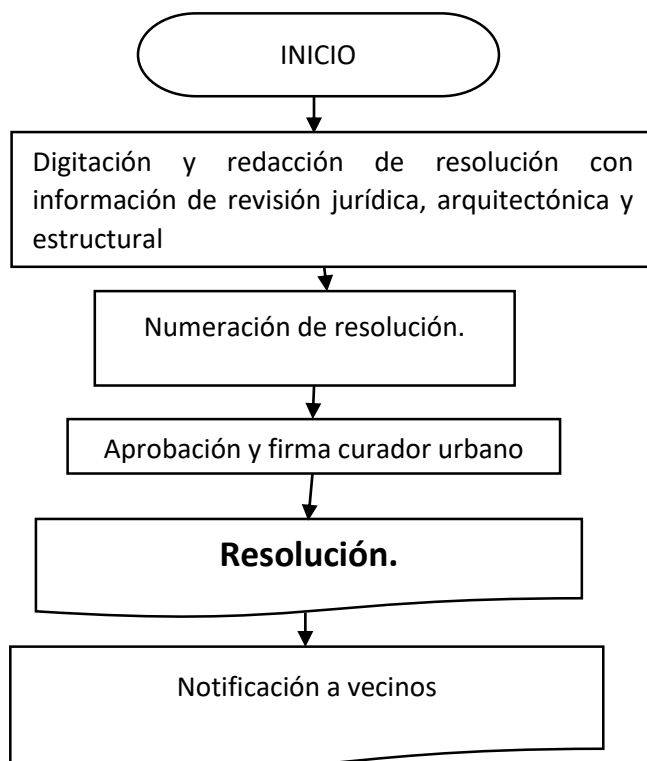 INICIO
Digitación y redacción de resolución con
información de revisión jurídica, arquitectónica y
estructural
Numeración de resolución.
Aprobación y firma curador urbano
Resolución.
Notificación a vecinos